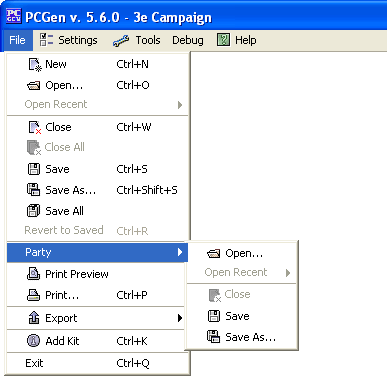 PCGen v. 5.6.0 - 3e Campaign
File Settings Tools Debug Help
New Ctrl+N
Open... Ctrl+O
Open Recent
Close Ctrl+W
Close All
Save Ctrl+S
Save As... Ctrl+Shift+S
Save All
Revert to Saved Ctrl+R
Party
Open...
Open Recent
Close
Save
Save As...
Print Preview
Print... Ctrl+P
Export
Add Kit Ctrl+K
Exit Ctrl+Q